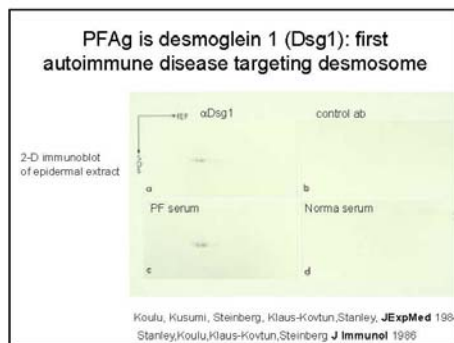 PFAg is desmoglein 1 (Dsg1): first
autoimmune disease targeting desmosome
αDsg1
control ab
2-D immunoblot
of epidermal extract
a
b
PF serum
Norma serum
c
d
Koulu, Kusumi, Steinberg, Klaus-Kovtun,Stanley, JExpMed 198
Stanley,Koulu,Klaus-Kovtun,Steinberg J Immunol 1986